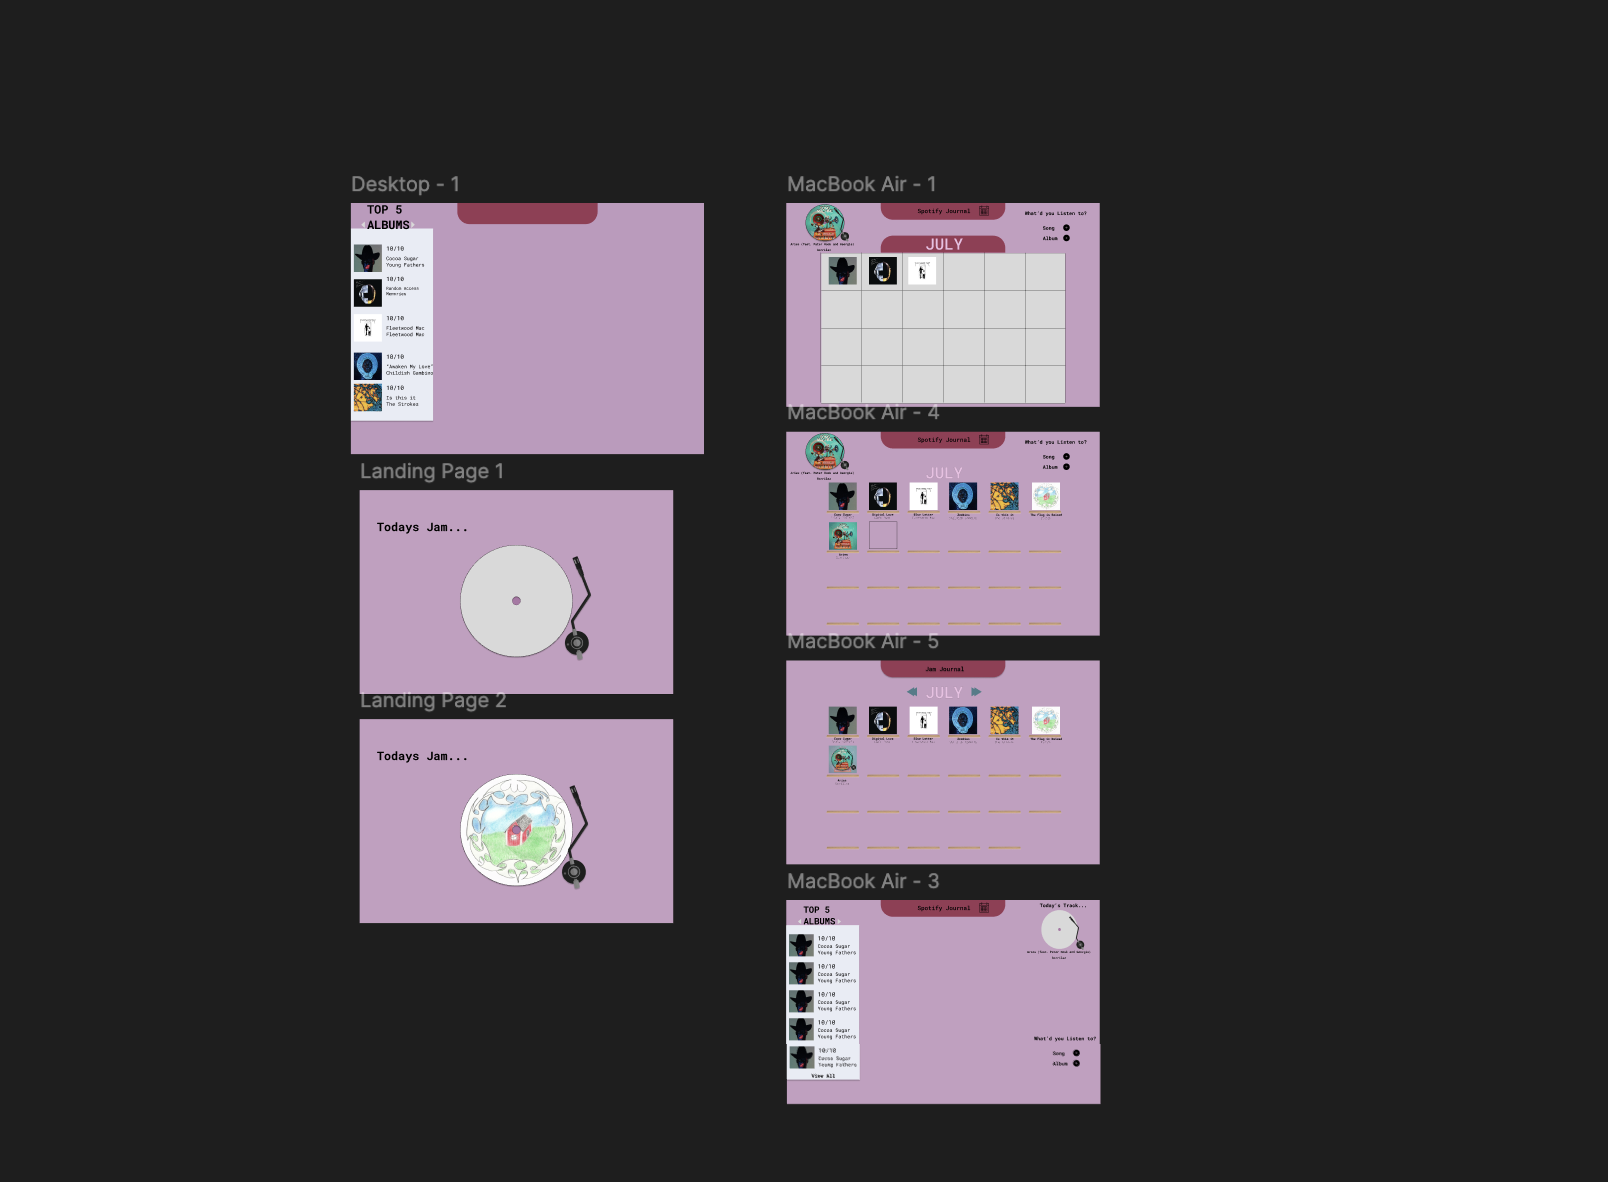 Desktop - 1
TOP 5
ALBUMS
10/10
Cocoa Sugar
Young Fathers
10/10
Random Access
Memories
10/10
Fleetwood Mac
Fleetwood Mac
10/10
"Awaken My Love"
Childish Gambino
10/10
Is this it
The Strokes
Landing Page 1
Todays Jam...
Landing Page 2
Todays Jam...
MacBook Air - 1
Spotify Journal
What'd you Listen to?
Song
Album
JULY
MacBook Air - 4
Spotify Journal
What'd you Listen to?
Song
Album
JULY
MacBook Air - 5
Jam Journal
JULY
MacBook Air - 3
TOP 5
ALBUMS
Spotify Journal
Today's Track...
10/10
Cocoa Sugar
Young Fathers
10/10
Cocoa Sugar
Young Fathers
10/10
Cocoa Sugar
Young Fathers
10/10
Cocoa Sugar
Young Fathers
10/10
Cocoa Sugar
Young Fathers
View All
What'd you Listen to?
Song
Album